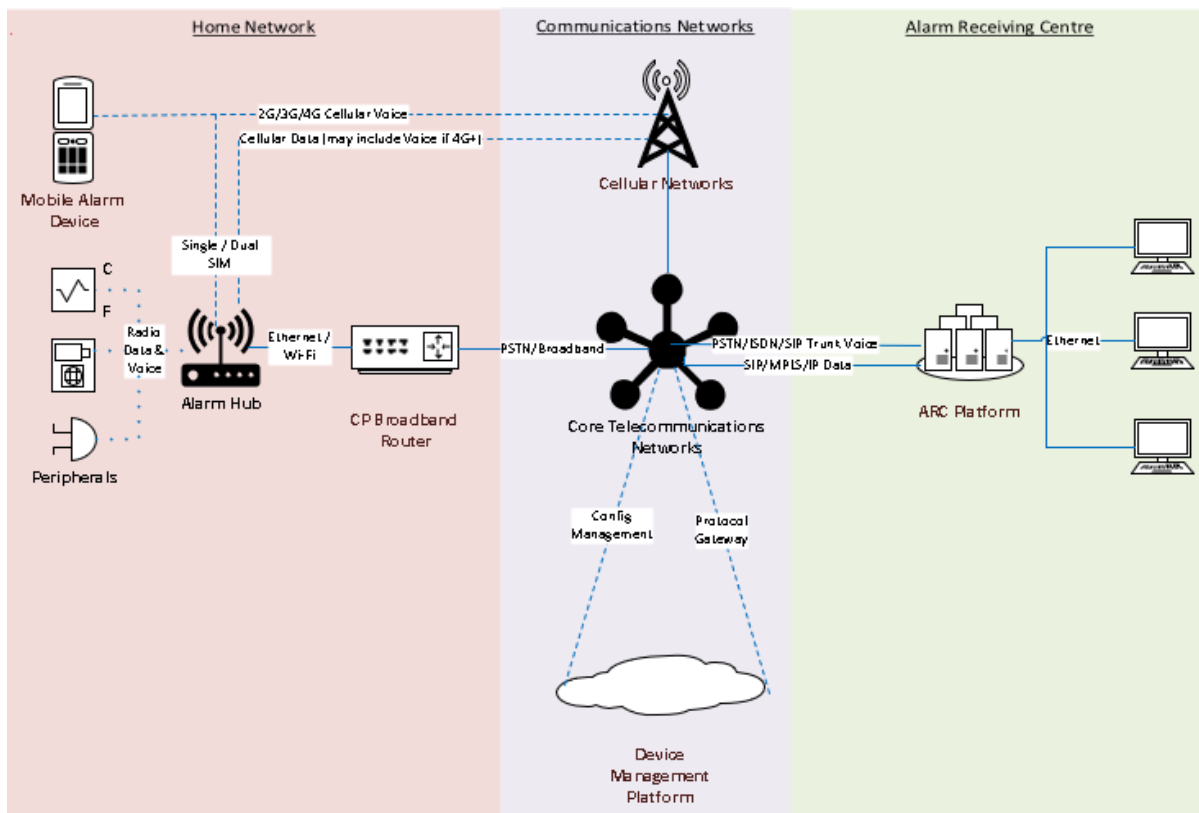 Home Network
Communications Networks
Alarm Receiving Centre
2G/3G/4G Cellular Voice
Cellular Data (may include Voice if 4G+)
Mobile Alarm
Device
Cellular Networks
Single / Dual
SIM
C
F
Radio
Data &
Voice
Ethernet /
Wi-Fi
PSTN/Broadband
PSTN/ISDN/SIP Trunk Voice
SIP/MPLS/IP Data
Ethernet
Alarm Hub
CP Broadband
Router
Core Telecommunications
Networks
ARC Platform
Peripherals
Config
Management
Protocol
Gateway
Device
Management
Platform